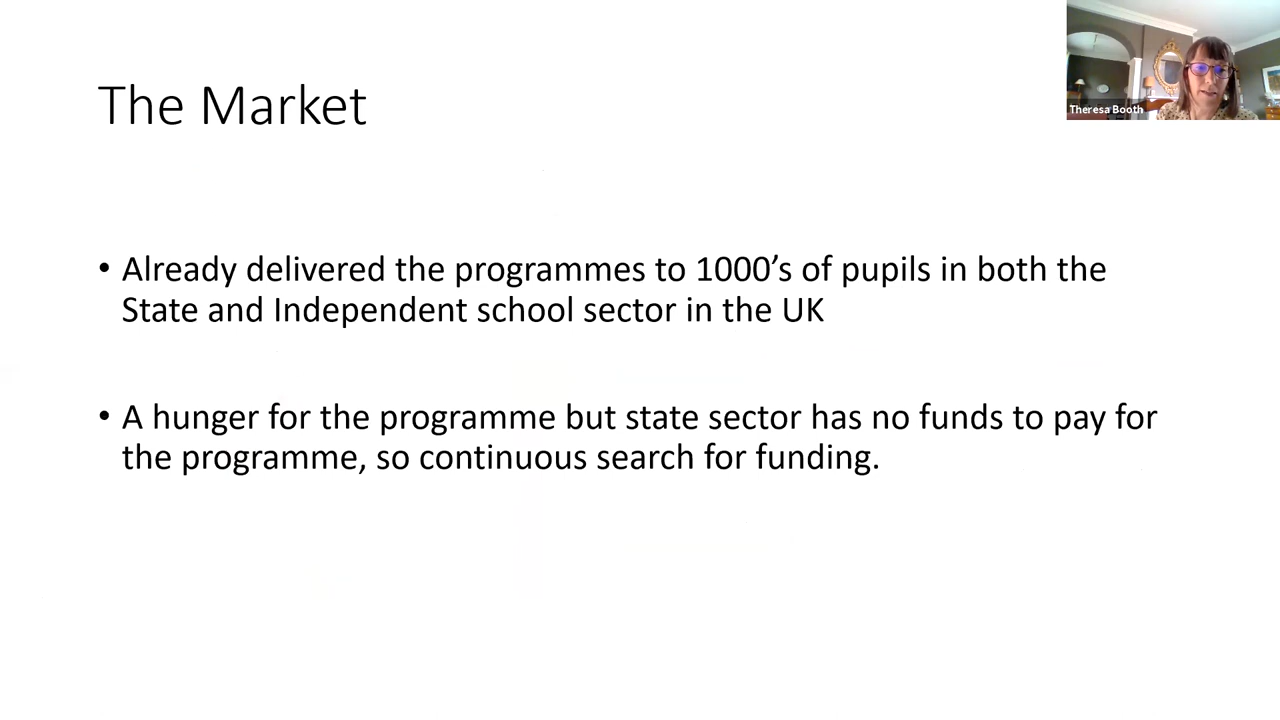 The Market
Theresa Booth
• Already delivered the programmes to 1000’s of pupils in both the
State and Independent school sector in the UK
• A hunger for the programme but state sector has no funds to pay for
the programme, so continuous search for funding.